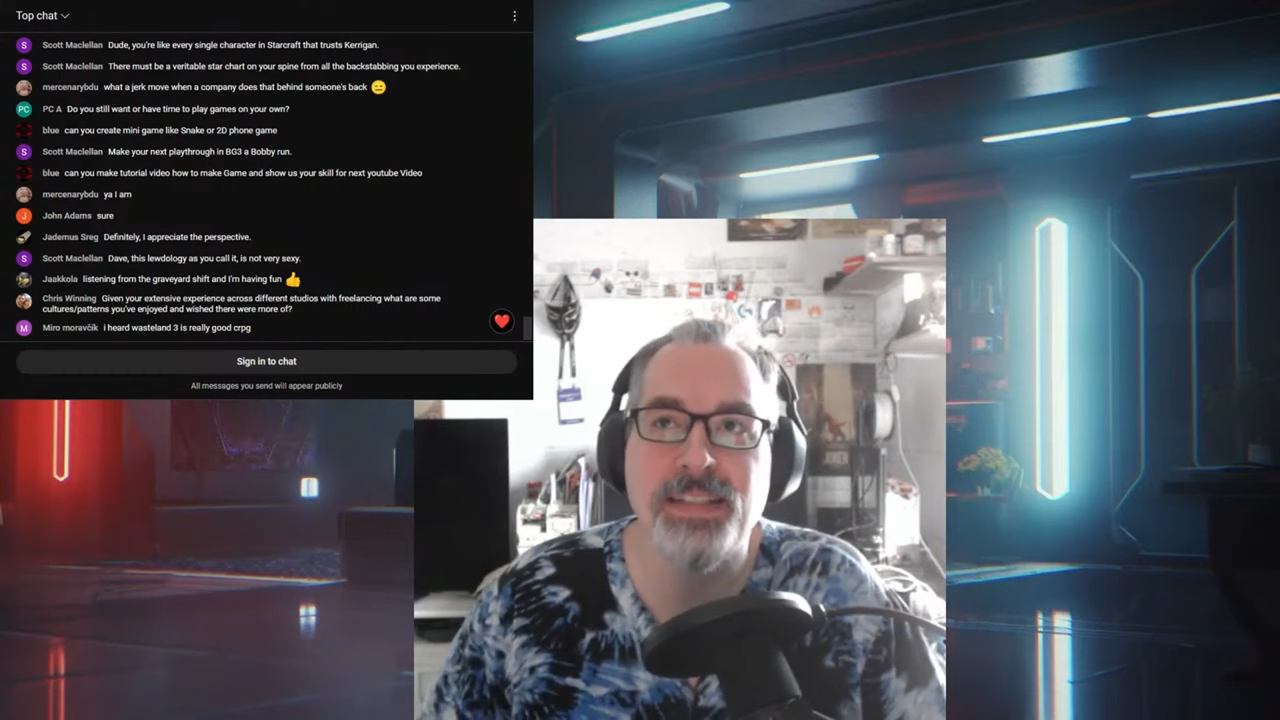 Top chat
Scott Maclellan Dude, you're like every single character in Starcraft that trusts Kerrigan.
Scott Maclellan There must be a veritable star chart on your spine from all the backstabbing you experience.
mercenarybdu what a jerk move when a company does that behind someone's back 😑
PC A Do you still want or have time to play games on your own?
blue can you create mini game like Snake or 2D phone game
Scott Maclellan Make your next playthrough in BG3 a Bobby run.
blue can you make tutorial video how to make Game and show us your skill for next youtube Video
mercenarybdu ya I am
John Adams sure
Jademus Sreg Definitely, I appreciate the perspective.
Scott Maclellan Dave, this lewdology as you call it, is not very sexy.
Jaakkola listening from the graveyard shift and I'm having fun 👍
Chris Winning Given your extensive experience across different studios with freelancing what are some
cultures/patterns you've enjoyed and wished there were more of?
Miro moravčík i heard wasteland 3 is really good crpg
Sign in to chat
All messages you send will appear publicly
JOKER